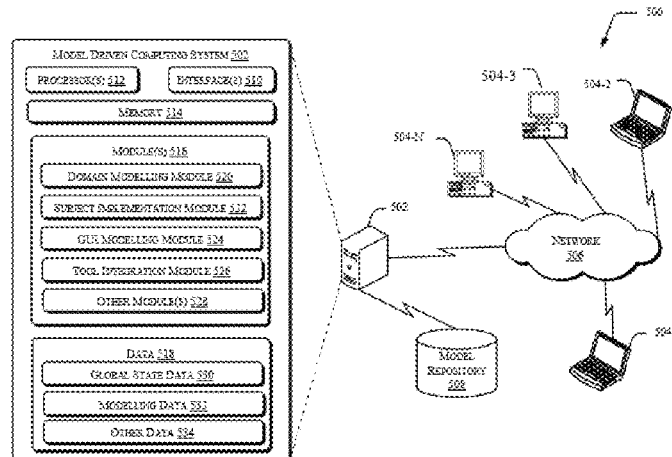 500
MODEL DRIVEN COMPUTING SYSTEM 502
PROCESSOR(S) 512
INTERFACE(S) 510
MEMORY 514
MODULE(S) 518
DOMAIN MODELLING MODULE 520
SUBJECT IMPLEMENTATION MODULE 522
GUI MODELLING MODULE 524
TOOL INTEGRATION MODULE 526
OTHER MODULE(S) 528
DATA 518
GLOBAL STATE DATA 530
MODELLING DATA 532
OTHER DATA 534
504-3
504-2
504-N
502
NETWORK
506
MODEL
REPOSITORY
508